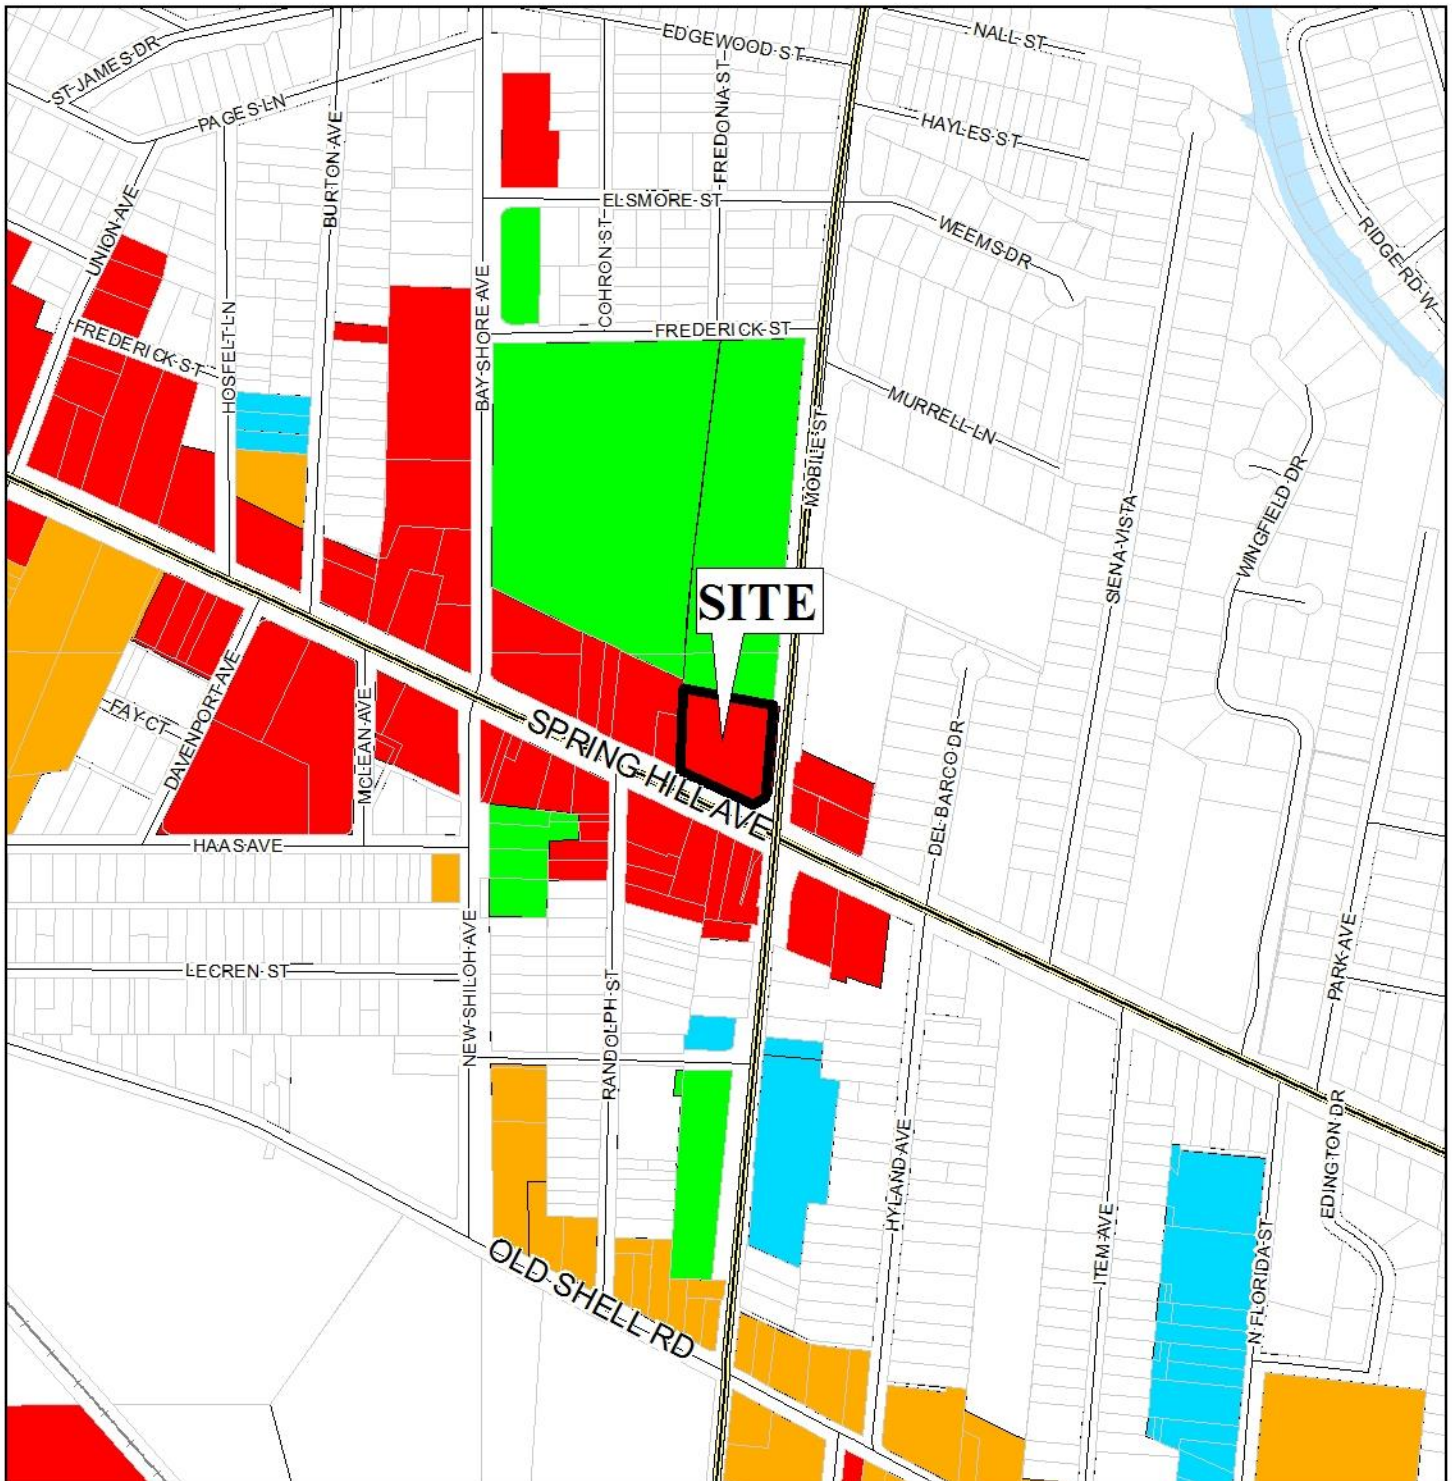 EDGEWOOD ST
NALL ST
ST JAMES DR
PAGES LN
BURTON AVE
FREDONIA ST
HAYLES ST
UNION AVE
ELSMORE ST
WEEMS DR
RIDGE RD W
COHRON ST
BAY SHORE AVE
FREDERICK ST
FREDERICK ST
HOSFELT LN
MURRELL LN
MOBILE ST
SIENA VISTA
WINGFIELD DR
SITE
FAY CT
DAVENPORT AVE
MCLEAN AVE
SPRING HILL AVE
DEL BARCO DR
HAAS AVE
LECREN ST
NEW SHILOH AVE
RANDOLPH ST
PARK AVE
HYLAND AVE
ITEM AVE
EDINGTON DR
N FLORIDA ST
OLD SHELL RD